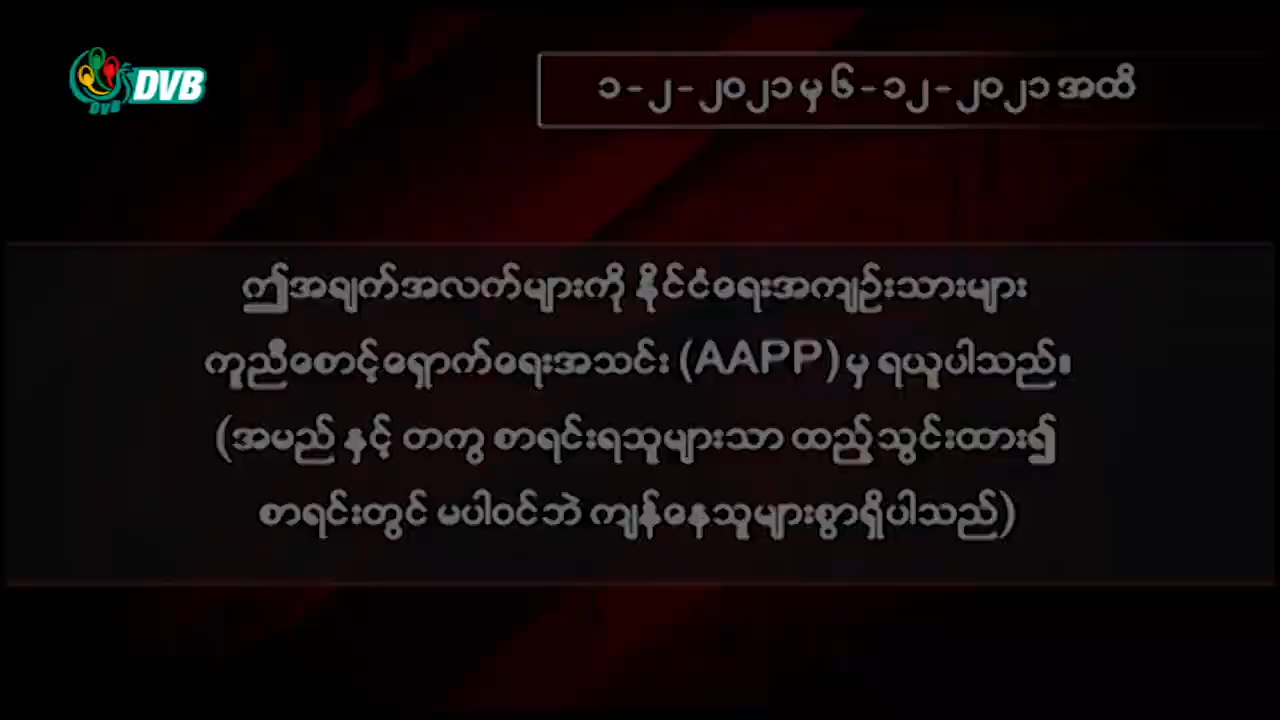 DVB
DVB
၁-၂-၂၀၂၁ မှ ၆-၁၂-၂၀၂၁ အထိ
ဤအချက်အလက်များကို နိုင်ငံရေးအကျဉ်းသားများ
ကူညီစောင့်ရှောက်ရေးအသင်း (AAPP) မှ ရယူပါသည်။
(အမည် နှင့် တကွ စာရင်းရသူများသာ ထည့်သွင်းထား၍
စာရင်းတွင် မပါဝင်ဘဲ ကျန်နေသူများစွာရှိပါသည်)